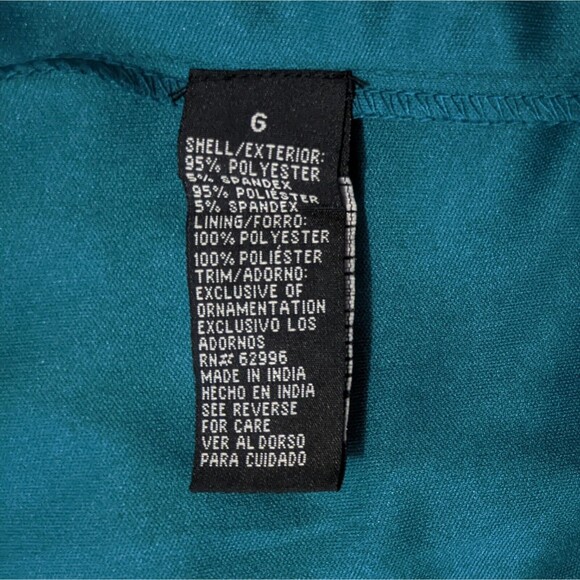 6
SHELL/EXTERIOR:
95% POLYESTER
5% SPANDEX
95% POLIÉSTER
5% SPANDEX
LINING/FORRO:
100% POLYESTER
100% POLIÉSTER
TRIM/ADORNO:
EXCLUSIVE OF
ORNAMENTATION
EXCLUSIVO LOS
ADORNOS
RN# 62996
MADE IN INDIA
HECHO EN INDIA
SEE REVERSE
FOR CARE
VER AL DORSO
PARA CUIDADO